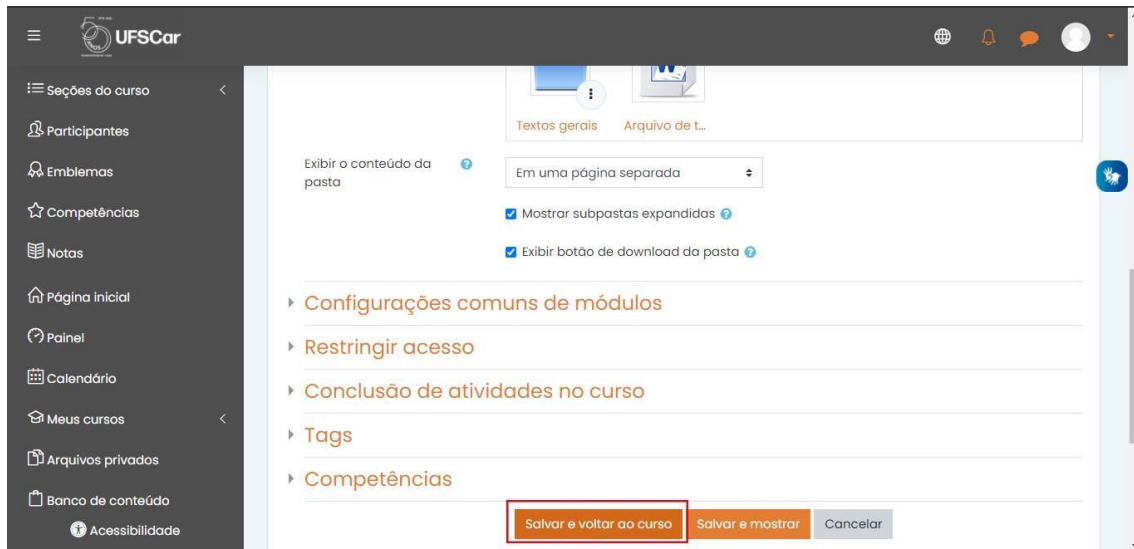 UFSCar
Seções do curso
Participantes
Emblemas
Competências
Notas
Página inicial
Painel
Calendário
Meus cursos
Arquivos privados
Banco de conteúdo
Acessibilidade
Textos gerais Arquivo de t...
Exibir o conteúdo da
pasta
Em uma página separada
Mostrar subpastas expandidas
Exibir botão de download da pasta
Configurações comuns de módulos
Restringir acesso
Conclusão de atividades no curso
Tags
Competências
Salvar e voltar ao curso Salvar e mostrar Cancelar